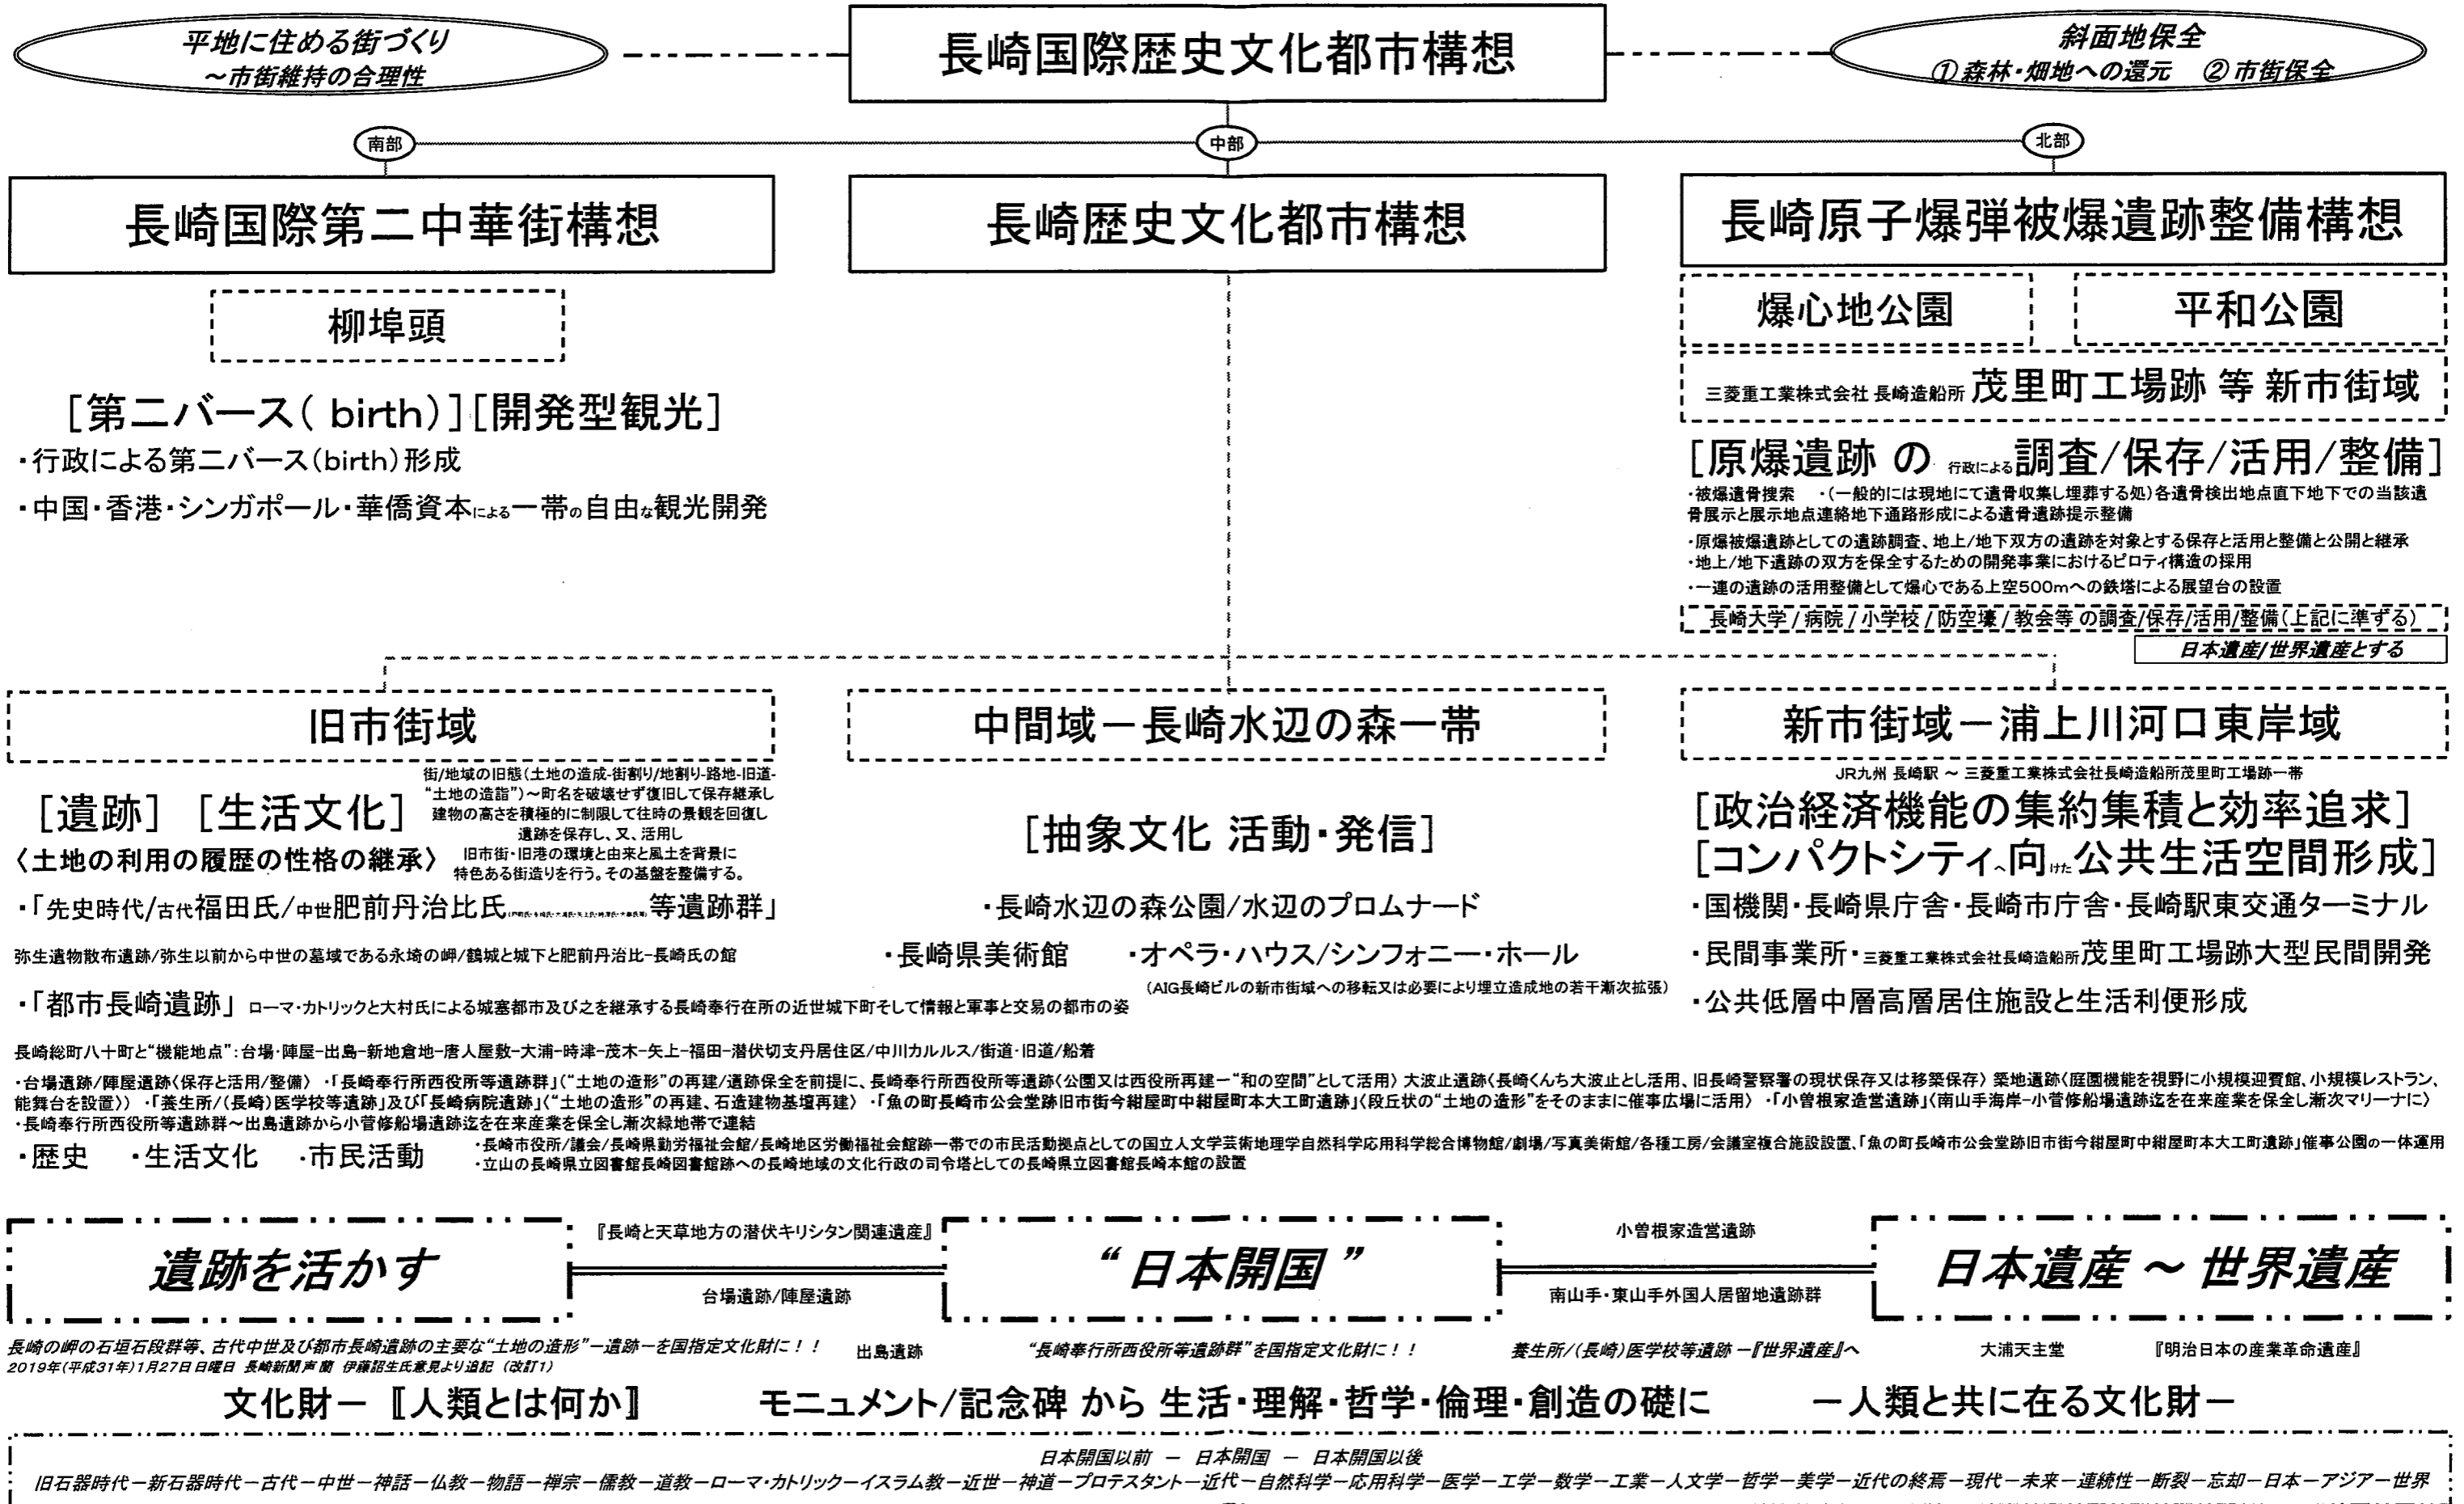 平地に住める街づくり
～市街維持の合理性
長崎国際歴史文化都市構想
斜面地保全
①森林・畑地への還元　②市街保全
南部
中部
北部
長崎国際第二中華街構想
長崎歴史文化都市構想
長崎原子爆弾被爆遺跡整備構想
柳埠頭
[第二バース( birth)][開発型観光]
・行政による第二バース(birth)形成
・中国・香港・シンガポール・華僑資本による一帯の自由な観光開発
爆心地公園
平和公園
三菱重工業株式会社 長崎造船所 茂里町工場跡 等 新市街域
[原爆遺跡 の 行政による調査/保存/活用/整備]
・被爆遺骨捜索　・(一般的には現地にて遺骨収集し埋葬する処)各遺骨検出地点直下地下での当該遺
骨展示と展示地点連絡地下通路形成による遺骨遺跡提示整備
・原爆被爆遺跡としての遺跡調査、地上/地下双方の遺跡を対象とする保存と活用と整備と公開と継承
・地上/地下遺跡の双方を保全するための開発事業におけるピロティ構造の採用
・一連の遺跡の活用整備として爆心である上空500mへの鉄塔による展望台の設置
長崎大学/病院/小学校/防空壕/教会等 の調査/保存/活用/整備(上記に準ずる)
日本遺産/世界遺産とする
旧市街域
[遺跡]　[生活文化]
〈土地の利用の履歴の性格の継承〉
街/地域の旧態(土地の造成-街割り/地割り-路地-旧道-
“土地の造詣”)～町名を破壊せず復旧して保存継承し
建物の高さを積極的に制限して往時の景観を回復し
遺跡を保存し、又、活用し
旧市街・旧港の環境と由来と風土を背景に
特色ある街造りを行う。その基盤を整備する。
・「先史時代/古代福田氏/中世肥前丹治比氏等遺跡群」
弥生遺物散布遺跡/弥生以前から中世の墓域である永埼の岬/鶴城と城下と肥前丹治比-長崎氏の館
・「都市長崎遺跡」 ローマ・カトリックと大村氏による城塞都市及び之を継承する長崎奉行在所の近世城下町そして情報と軍事と交易の都市の姿
中間域－長崎水辺の森一帯
[抽象文化 活動・発信]
・長崎水辺の森公園/水辺のプロムナード
・長崎県美術館　・オペラ・ハウス/シンフォニー・ホール
(AIG長崎ビルの新市街域への移転又は必要により埋立造成地の若干漸次拡張)
新市街域－浦上川河口東岸域
JR九州 長崎駅 ～ 三菱重工業株式会社長崎造船所茂里町工場跡一帯
[政治経済機能の集約集積と効率追求]
[コンパクトシティへ向けた公共生活空間形成]
・国機関・長崎県庁舎・長崎市庁舎・長崎駅東交通ターミナル
・民間事業所・三菱重工業株式会社長崎造船所茂里町工場跡大型民間開発
・公共低層中層高層居住施設と生活利便形成
長崎総町八十町と“機能地点”:台場・陣屋-出島-新地倉地-唐人屋敷-大浦-時津-茂木-矢上-福田-潜伏切支丹居住区/中川カルルス/街道・旧道/船着
・台場遺跡/陣屋遺跡〈保存と活用/整備〉 ・「長崎奉行所西役所等遺跡群」〈“土地の造形”の再建/遺跡保全を前提に、長崎奉行所西役所等遺跡〈公園又は西役所再建－“和の空間”として活用〉 大波止遺跡〈長崎くんち大波止とし活用、旧長崎警察署の現状保存又は移築保存〉 築地遺跡〈庭園機能を視野に小規模迎賓館、小規模レストラン、
能舞台を設置〉〉 ・「養生所/(長崎)医学校等遺跡」及び「長崎病院遺跡」〈“土地の造形”の再建、石造建物基壇再建〉 ・「魚の町長崎市公会堂跡旧市街今紺屋町中紺屋町本大工町遺跡」〈段丘状の“土地の造形”をそのままに催事広場に活用〉 ・「小曽根家造営遺跡」〈南山手海岸-小菅修船場遺跡迄を在来産業を保全し漸次マリーナに〉
・長崎奉行所西役所等遺跡群～出島遺跡から小菅修船場遺跡迄を在来産業を保全し漸次緑地帯で連結
・歴史　・生活文化　・市民活動
・長崎市役所/議会/長崎県勤労福祉会館/長崎地区労働福祉会館跡一帯での市民活動拠点としての国立人文学芸術地理学自然科学応用科学総合博物館/劇場/写真美術館/各種工房/会議室複合施設設置、「魚の町長崎市公会堂跡旧市街今紺屋町中紺屋町本大工町遺跡」催事公園の一体運用
・立山の長崎県立図書館長崎図書館跡への長崎地域の文化行政の司令塔としての長崎県立図書館長崎本館の設置
遺跡を活かす
『長崎と天草地方の潜伏キリシタン関連遺産』
台場遺跡/陣屋遺跡
“日本開国”
小曽根家造営遺跡
南山手・東山手外国人居留地遺跡群
日本遺産～世界遺産
長崎の岬の石垣石段群等、古代中世及び都市長崎遺跡の主要な“土地の造形”－遺跡－を国指定文化財に！！
2019年(平成31年)1月27日日曜日 長崎新聞声蘭 伊藤詔生氏意見より追記 (改訂1)
出島遺跡
“長崎奉行所西役所等遺跡群”を国指定文化財に！！
養生所/(長崎)医学校等遺跡－『世界遺産』へ
大浦天主堂
『明治日本の産業革命遺産』
文化財－〚人類とは何か〛　モニュメント/記念碑 から 生活・理解・哲学・倫理・創造の礎に　－人類と共に在る文化財－
日本開国以前 － 日本開国 － 日本開国以後
旧石器時代－新石器時代－古代－中世－神話－仏教－物語－禅宗－儒教－道教－ローマ・カトリック－イスラム教－近世－神道－プロテスタント－近代－自然科学－応用科学－医学－工学－数学－工業－人文学－哲学－美学－近代の終焉－現代－未来－連続性－断裂－忘却－日本－アジア－世界